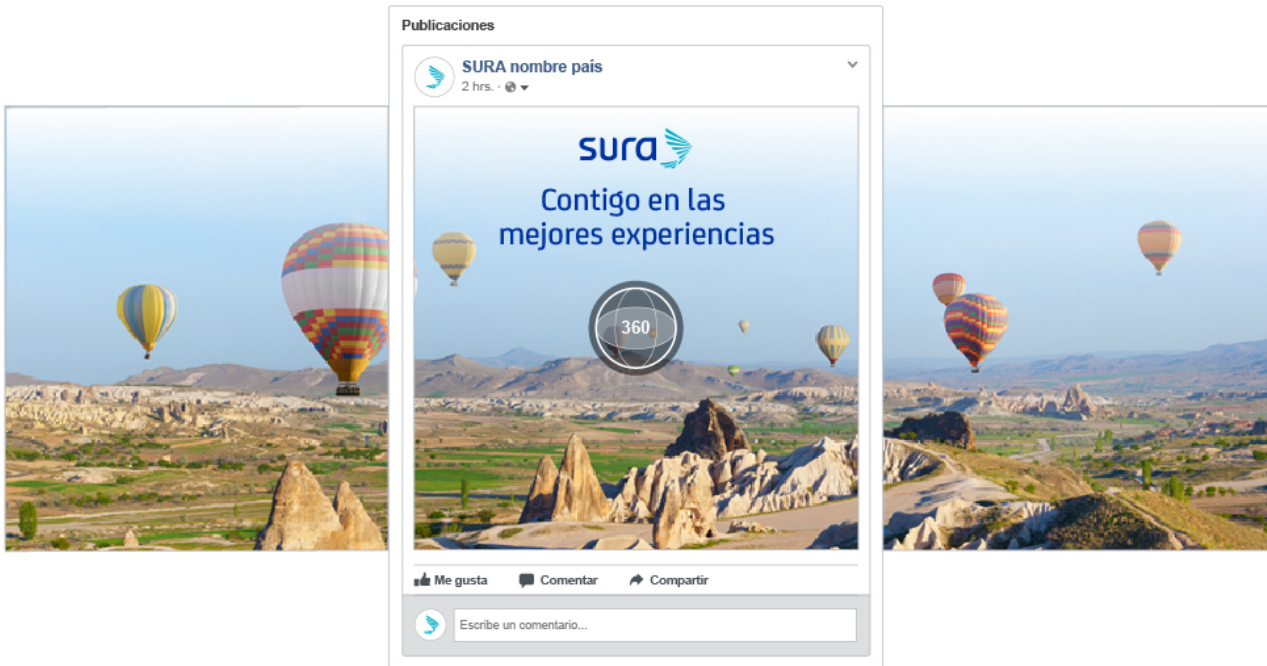 Publicaciones
SURA nombre país
2 hrs. ·
sura
Contigo en las
mejores experiencias
360
Me gusta Comentar Compartir
Escribe un comentario...